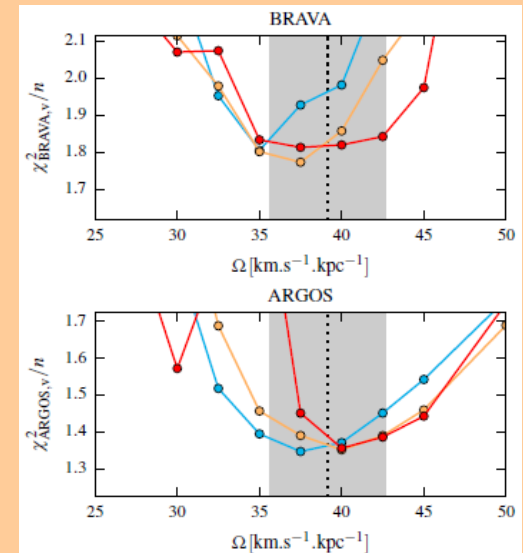 BRAVA
2.1
2.0
1.9
1.8
1.7
χ²BRAVA,v/n
25 30 35 40 45 50
Ω [km.s⁻¹.kpc⁻¹]
ARGOS
1.7
1.6
1.5
1.4
1.3
χ²ARGOS,v/n
25 30 35 40 45 50
Ω [km.s⁻¹.kpc⁻¹]